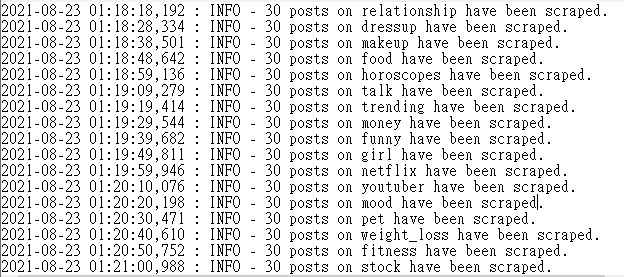 2021-08-23 01:18:18,192 : INFO - 30 posts on relationship have been scraped.
2021-08-23 01:18:28,334 : INFO - 30 posts on dressup have been scraped.
2021-08-23 01:18:38,501 : INFO - 30 posts on makeup have been scraped.
2021-08-23 01:18:48,642 : INFO - 30 posts on food have been scraped.
2021-08-23 01:18:59,136 : INFO - 30 posts on horoscopes have been scraped.
2021-08-23 01:19:09,279 : INFO - 30 posts on talk have been scraped.
2021-08-23 01:19:19,414 : INFO - 30 posts on trending have been scraped.
2021-08-23 01:19:29,544 : INFO - 30 posts on money have been scraped.
2021-08-23 01:19:39,682 : INFO - 30 posts on funny have been scraped.
2021-08-23 01:19:49,811 : INFO - 30 posts on girl have been scraped.
2021-08-23 01:19:59,946 : INFO - 30 posts on netflix have been scraped.
2021-08-23 01:20:10,076 : INFO - 30 posts on youtuber have been scraped.
2021-08-23 01:20:20,198 : INFO - 30 posts on mood have been scraped.
2021-08-23 01:20:30,471 : INFO - 30 posts on pet have been scraped.
2021-08-23 01:20:40,610 : INFO - 30 posts on weight_loss have been scraped.
2021-08-23 01:20:50,752 : INFO - 30 posts on fitness have been scraped.
2021-08-23 01:21:00,988 : INFO - 30 posts on stock have been scraped.